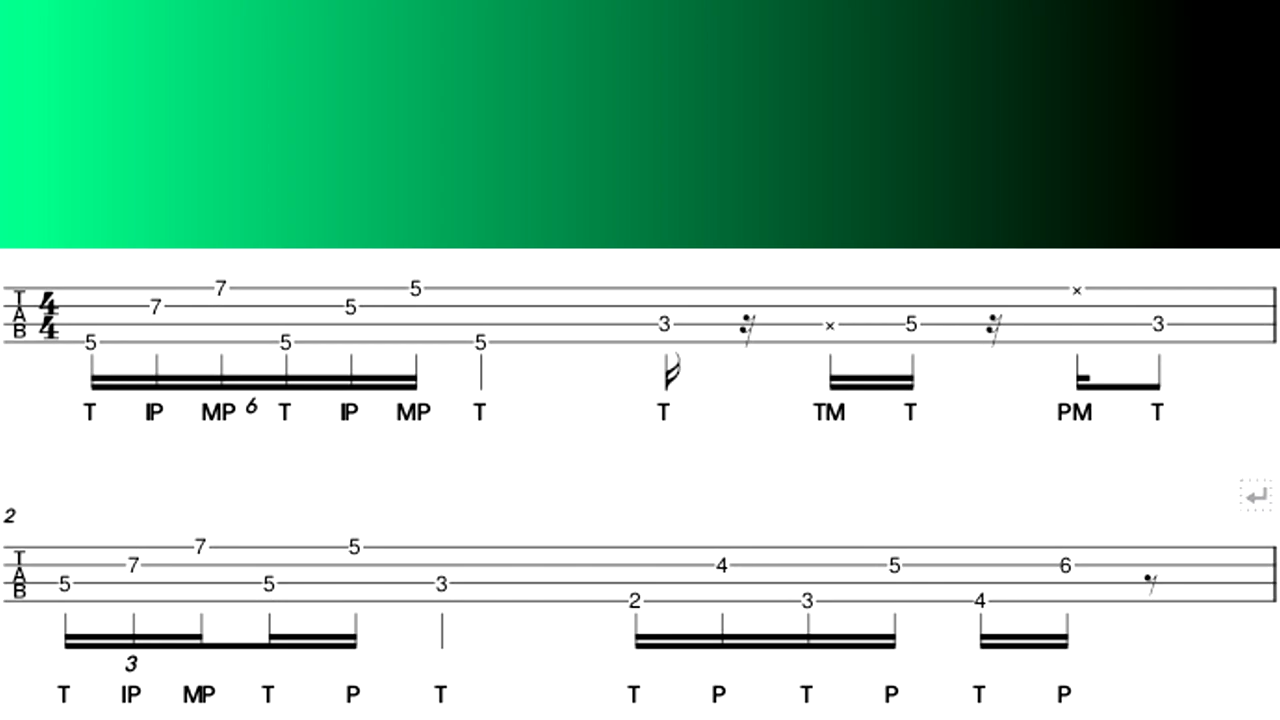 7 5 ×
7 5
T A B 4 4 3 × 5 3
5 5 5
T IP MP 6 T IP MP T T TM T PM T
2
7 5
7 4 5 6
T A B 5 5 3
2 3 4
3
T IP MP T P T T P T P T P